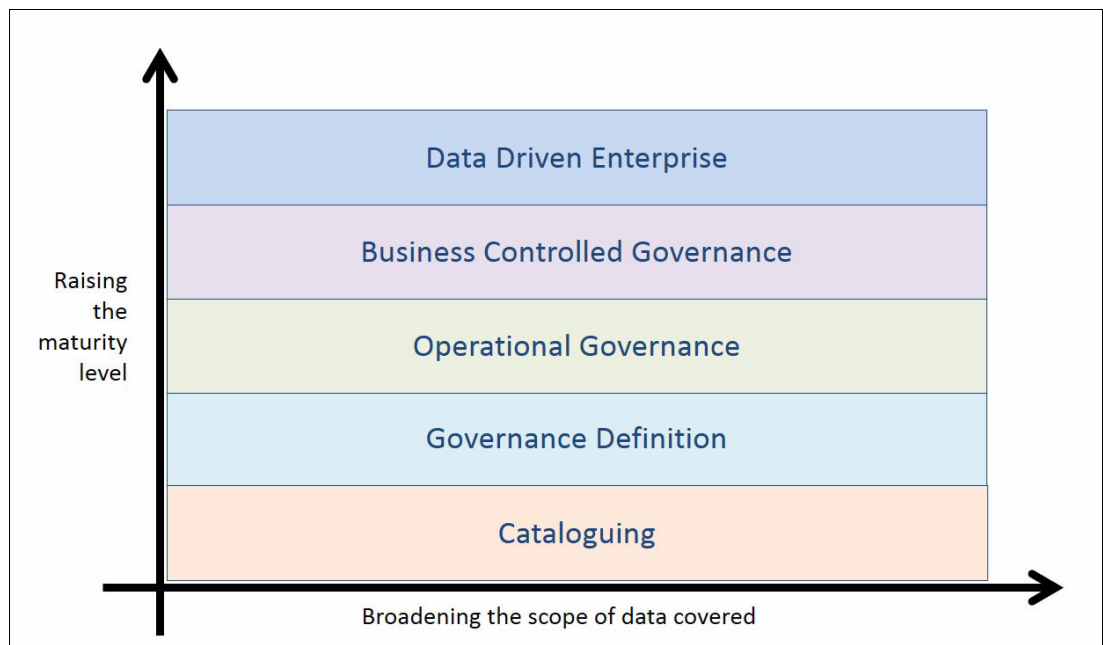 Data Driven Enterprise
Business Controlled Governance
Raising
the
maturity
level
Operational Governance
Governance Definition
Cataloguing
Broadening the scope of data covered